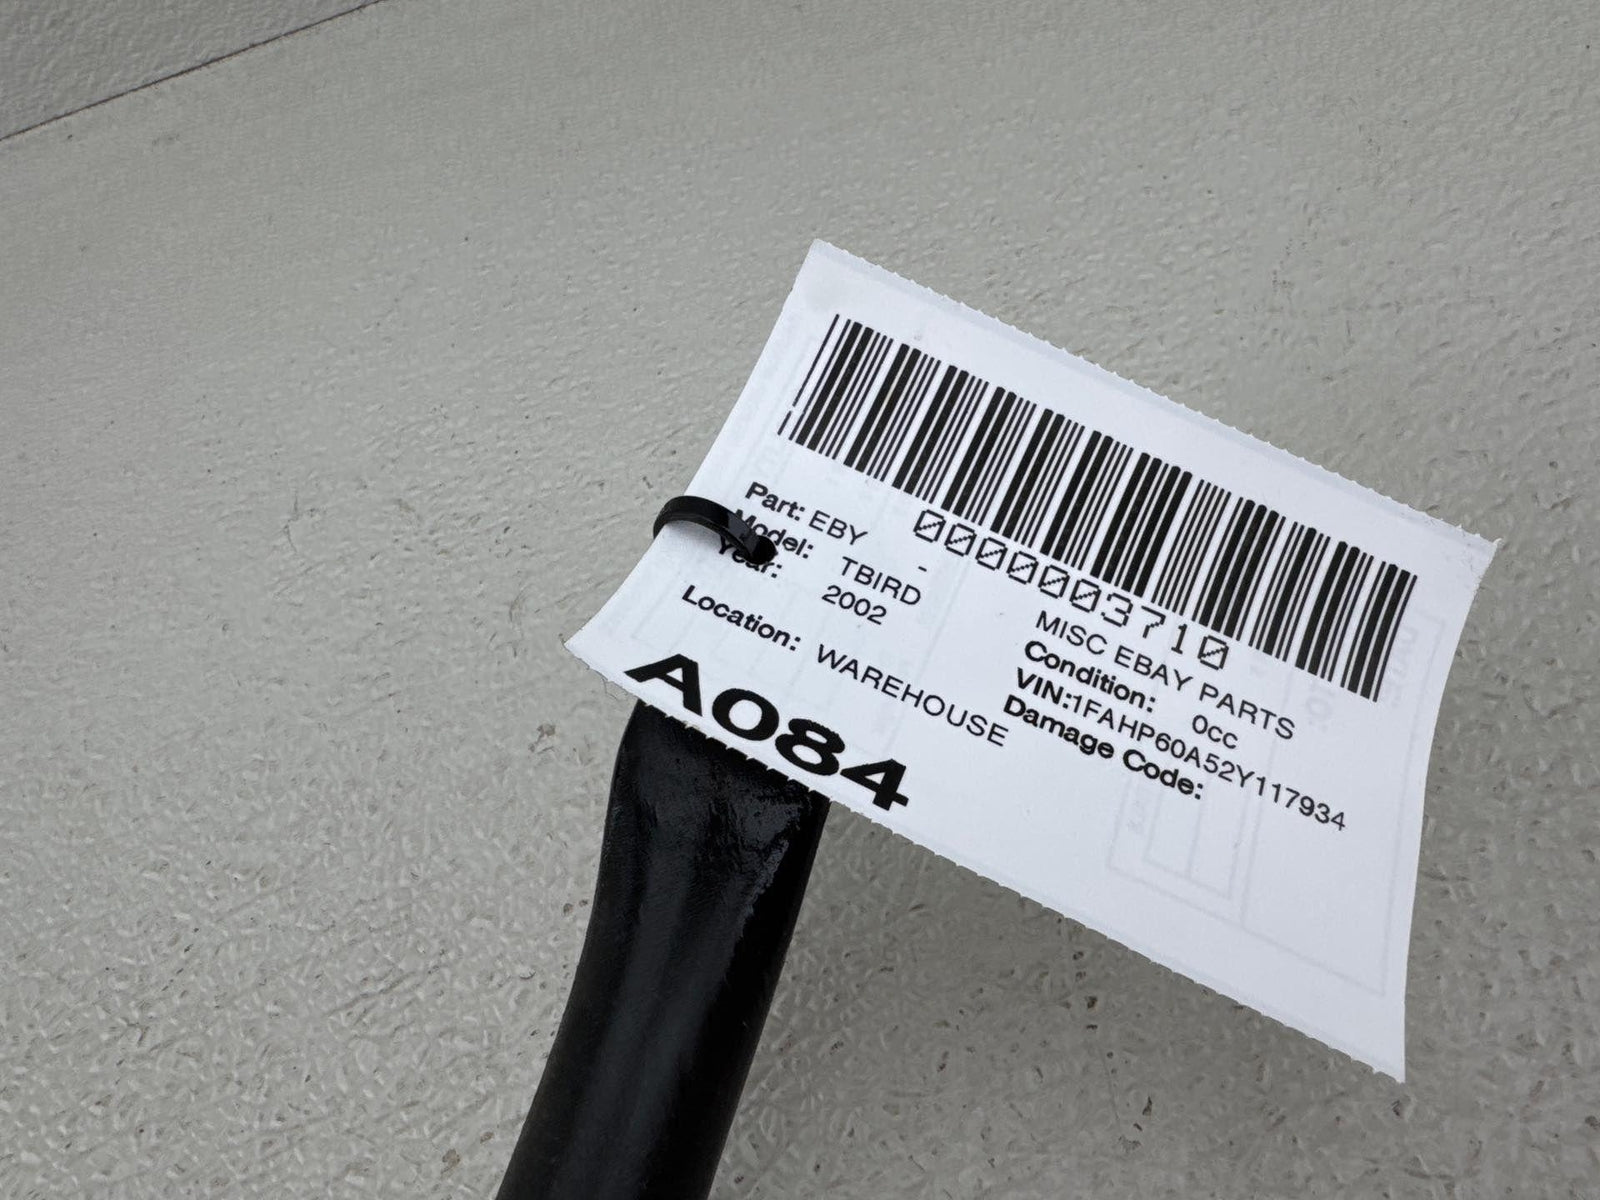 0000003710
Part: EBY -
MISC EBAY PARTS
Model: TBIRD
Condition: 0cc
Year: 2002
VIN:1FAHP60A52Y117934
Location: WAREHOUSE
Damage Code:
A084